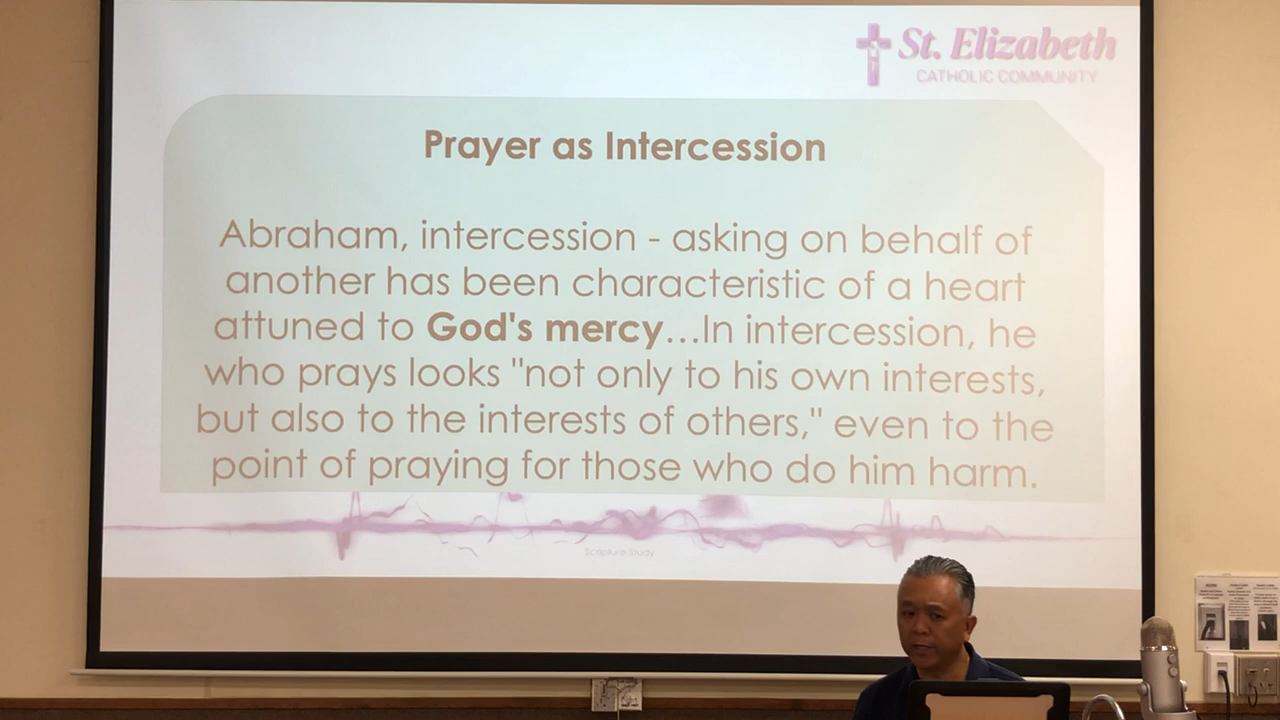 St. Elizabeth
CATHOLIC COMMUNITY
Prayer as Intercession
Abraham, intercession - asking on behalf of
another has been characteristic of a heart
attuned to God's mercy...In intercession, he
who prays looks "not only to his own interests,
but also to the interests of others," even to the
point of praying for those who do him harm.
Scripture Study